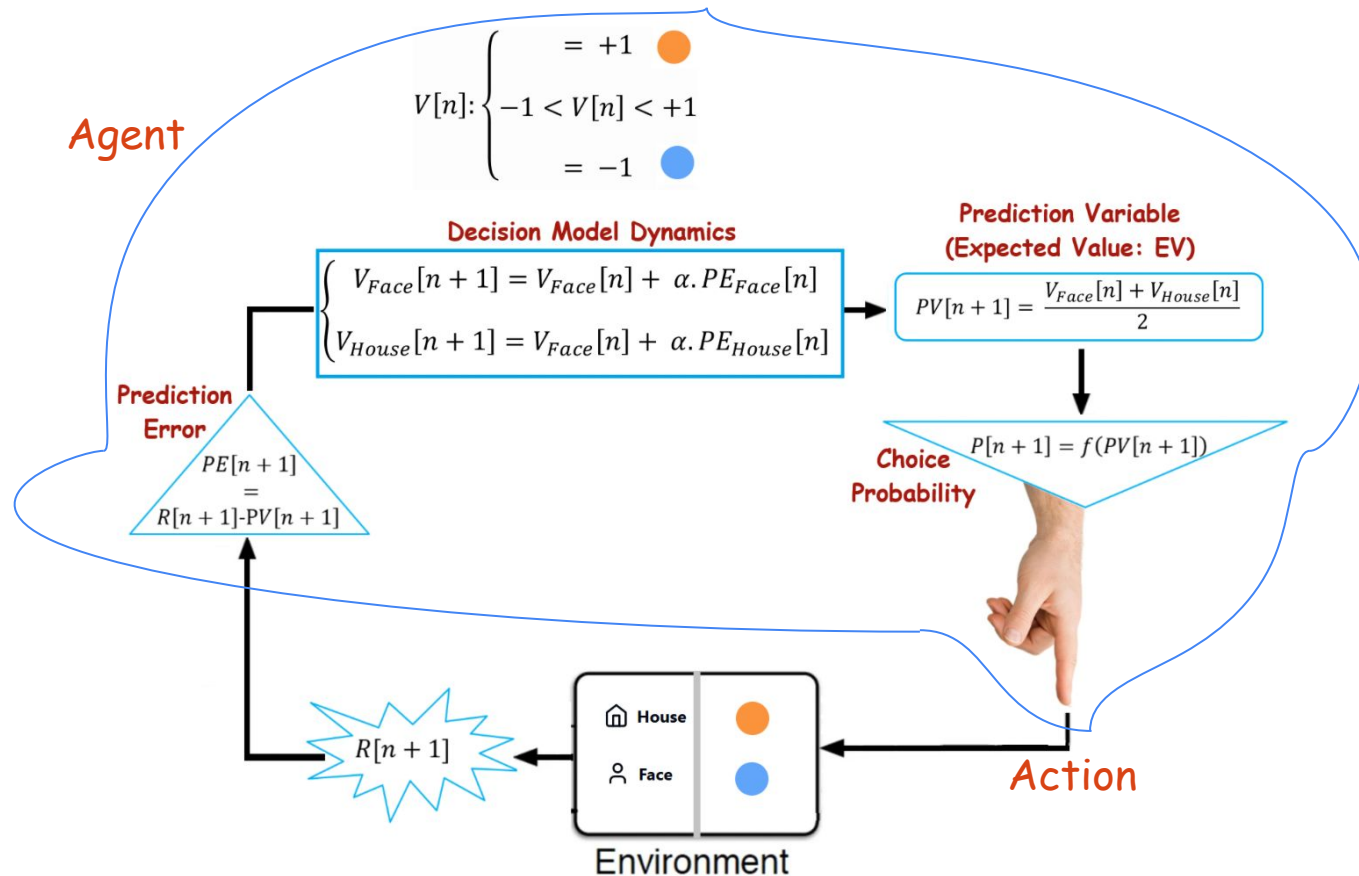 = +1
V[n]: { −1 < V[n] < +1
= −1
Agent
Decision Model Dynamics
V_Face[n + 1] = V_Face[n] + α.PE_Face[n]
V_House[n + 1] = V_Face[n] + α.PE_House[n]
Prediction Variable
(Expected Value: EV)
PV[n + 1] = (V_Face[n] + V_House[n]) / 2
Prediction
Error
PE[n + 1]
=
R[n + 1]-PV[n + 1]
P[n + 1] = f(PV[n + 1])
Choice
Probability
House
Face
R[n + 1]
Action
Environment